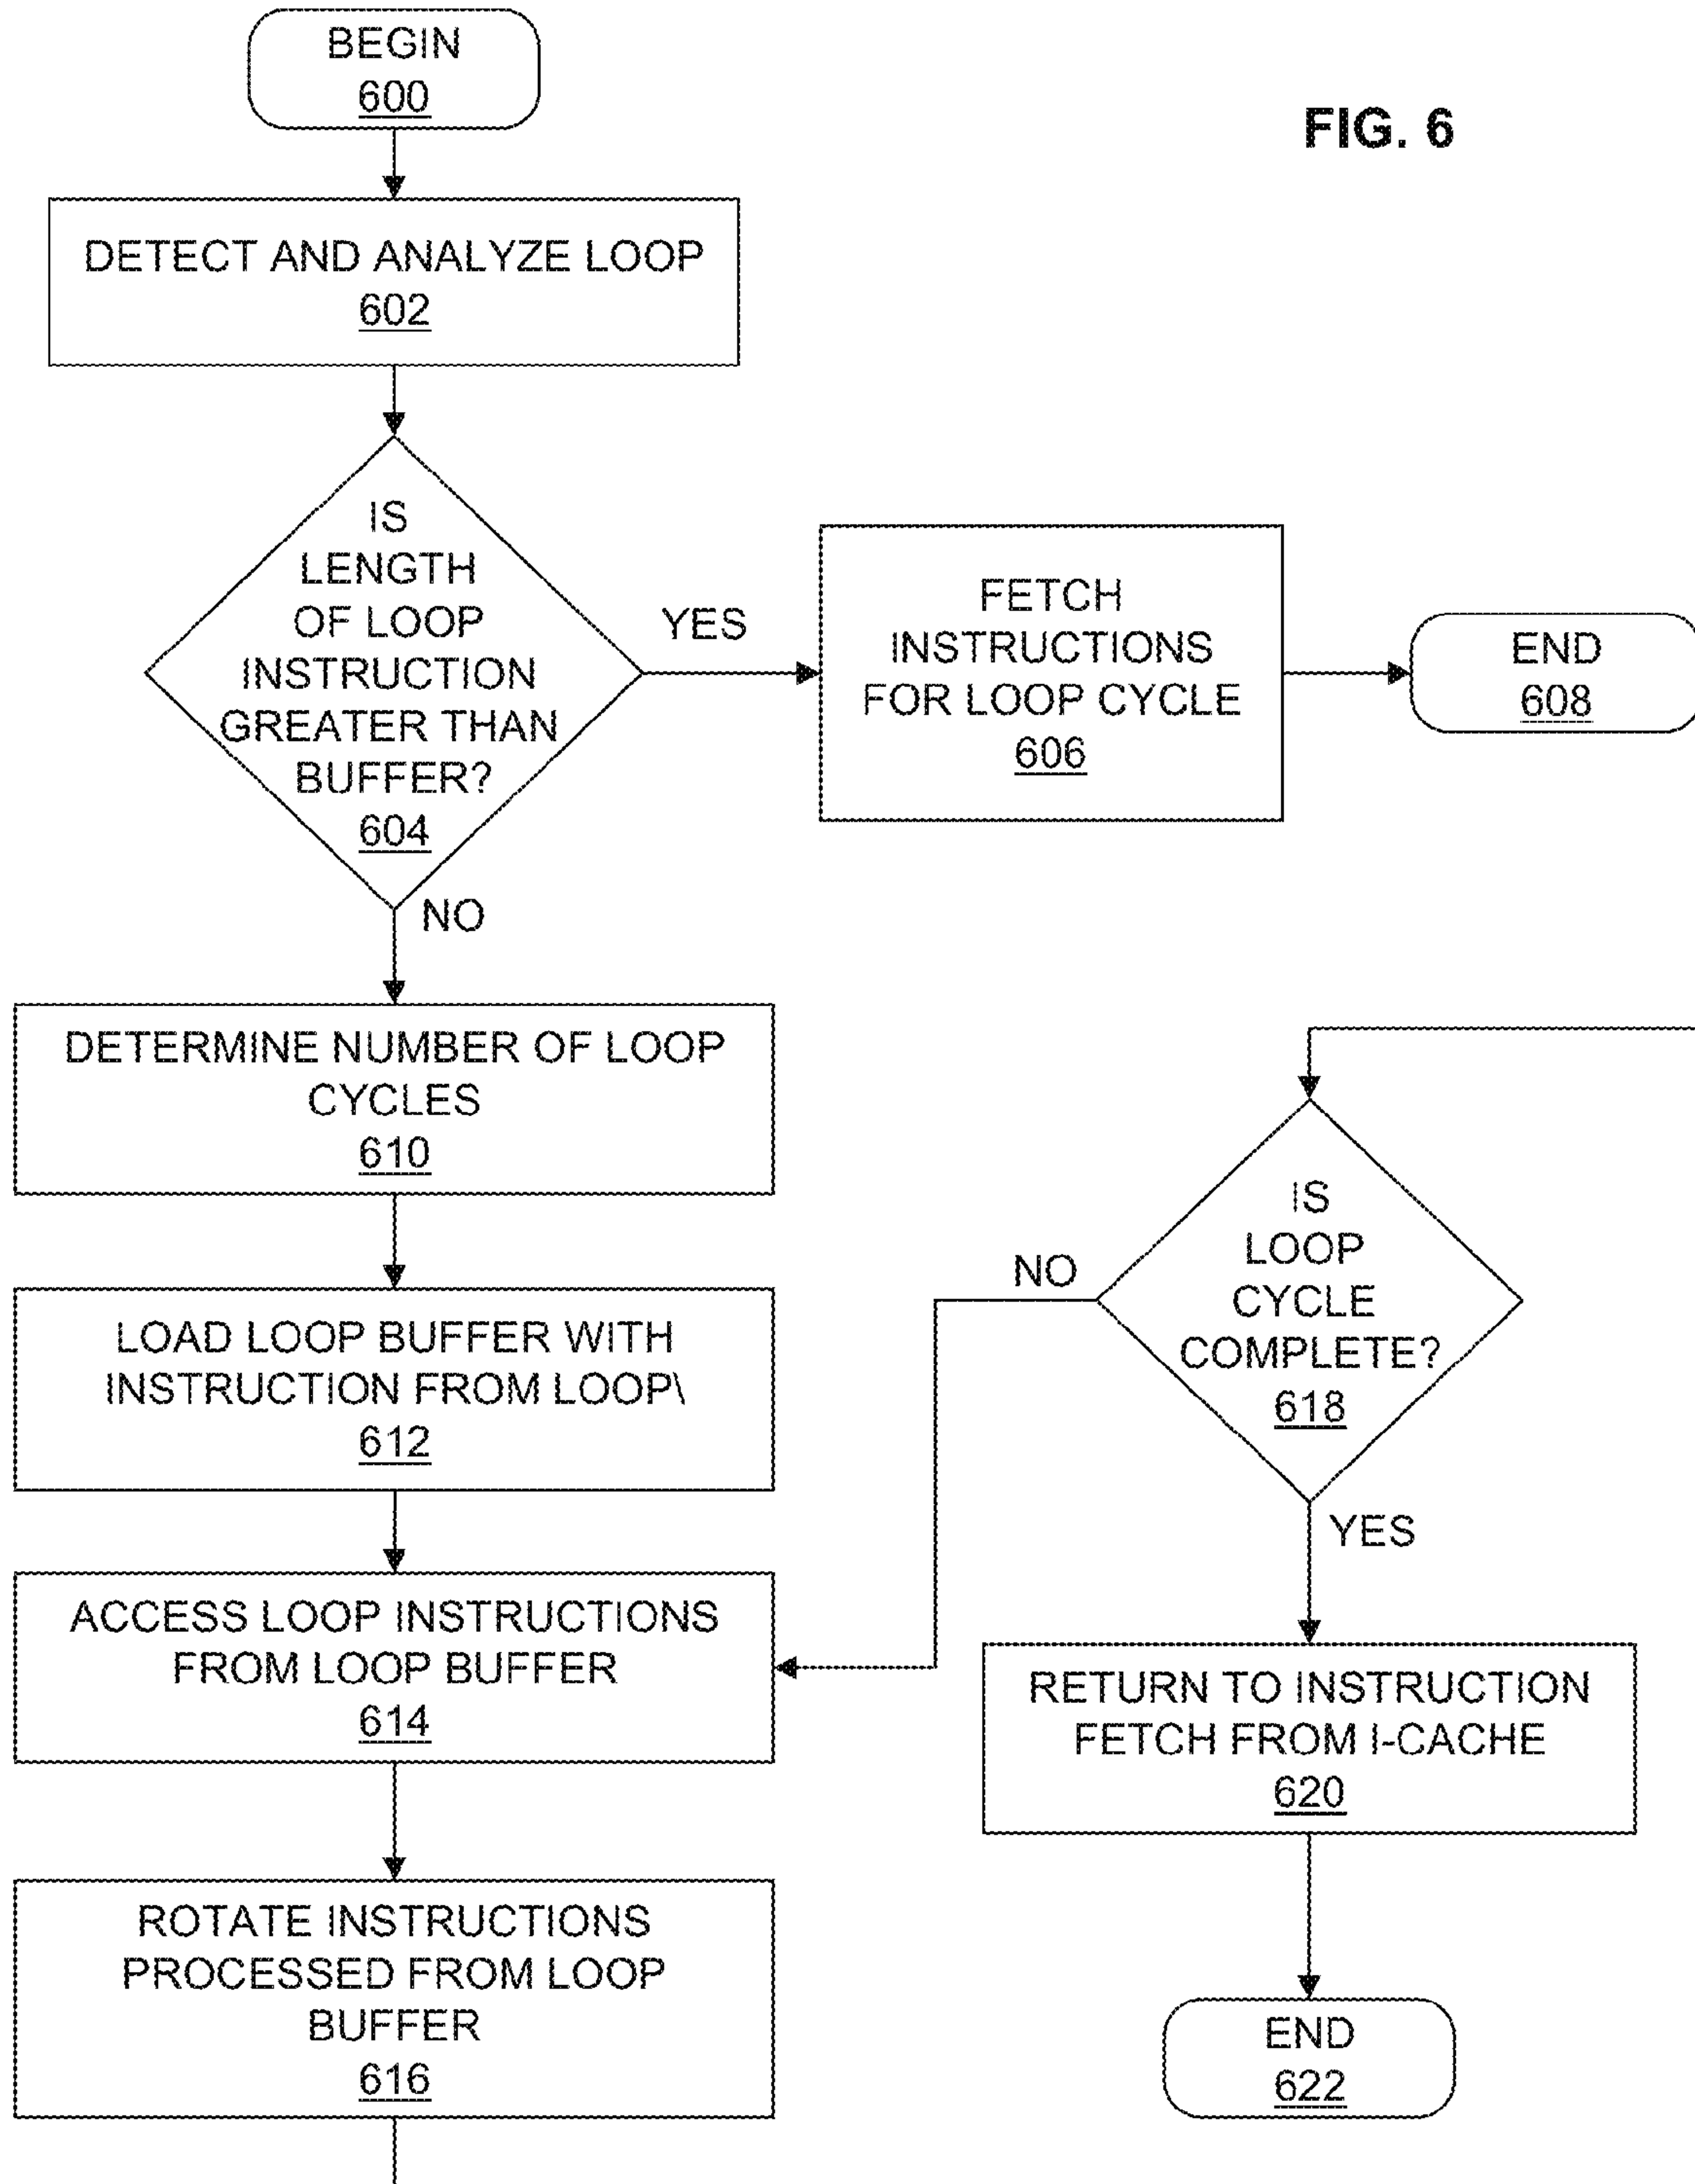 BEGIN
600
FIG. 6
DETECT AND ANALYZE LOOP
602
IS
LENGTH
OF LOOP
INSTRUCTION
GREATER THAN
BUFFER?
604
YES
FETCH
INSTRUCTIONS
FOR LOOP CYCLE
606
END
608
NO
DETERMINE NUMBER OF LOOP
CYCLES
610
LOAD LOOP BUFFER WITH
INSTRUCTION FROM LOOP\
612
ACCESS LOOP INSTRUCTIONS
FROM LOOP BUFFER
614
ROTATE INSTRUCTIONS
PROCESSED FROM LOOP
BUFFER
616
IS
LOOP
CYCLE
COMPLETE?
618
NO
YES
RETURN TO INSTRUCTION
FETCH FROM I-CACHE
620
END
622